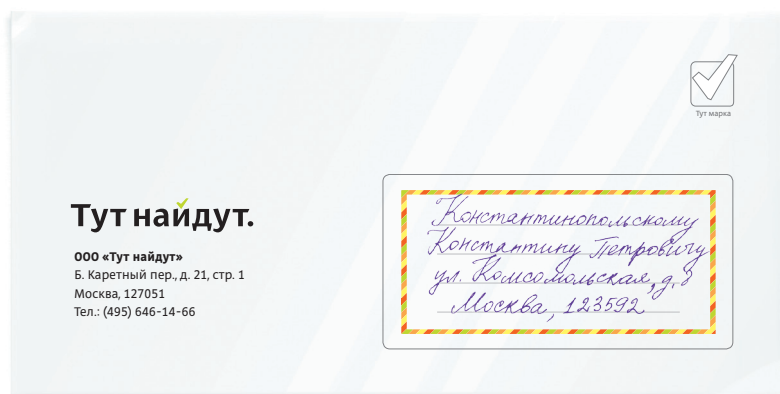 Тут марка
Тут найдут.
ООО «Тут найдут»
Б. Каретный пер., д. 21, стр. 1
Москва, 127051
Тел.: (495) 646-14-66
Константинопольскому
Константину Петровичу
ул. Комсомольская, д. 8
Москва, 123592